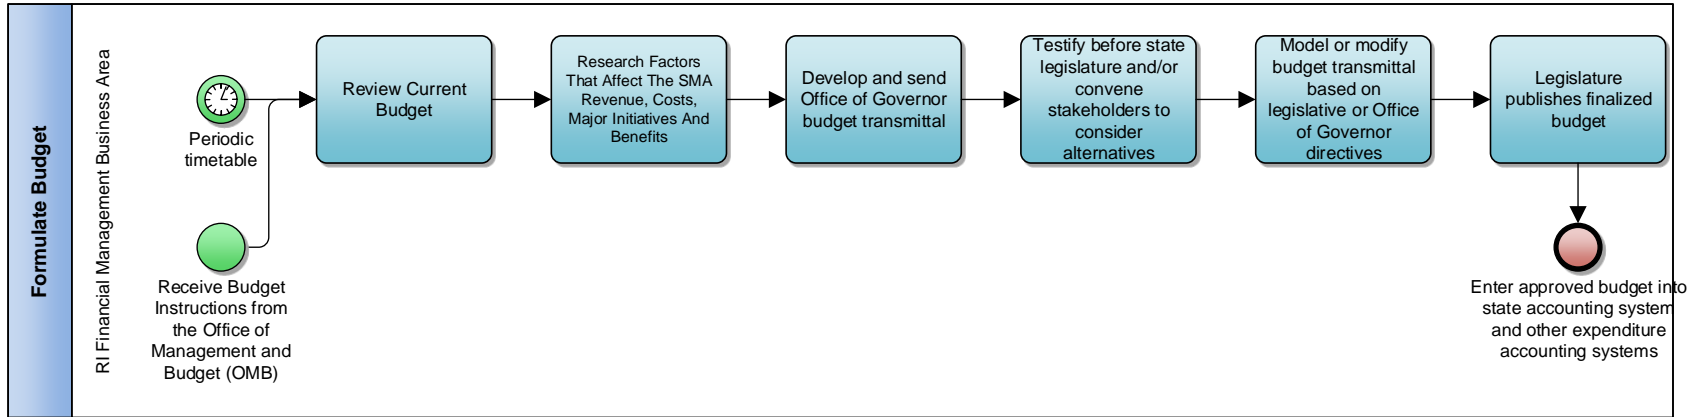 Formulate Budget
RI Financial Management Business Area
Periodic
timetable
Receive Budget
Instructions from
the Office of
Management and
Budget (OMB)
Review Current
Budget
Research Factors
That Affect The SMA
Revenue, Costs,
Major Initiatives And
Benefits
Develop and send
Office of Governor
budget transmittal
Testify before state
legislature and/or
convene
stakeholders to
consider
alternatives
Model or modify
budget transmittal
based on
legislative or Office
of Governor
directives
Legislature
publishes finalized
budget
Enter approved budget into
state accounting system
and other expenditure
accounting systems